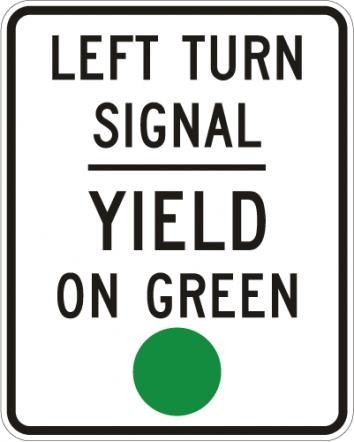 LEFT TURN
SIGNAL
YIELD
ON GREEN